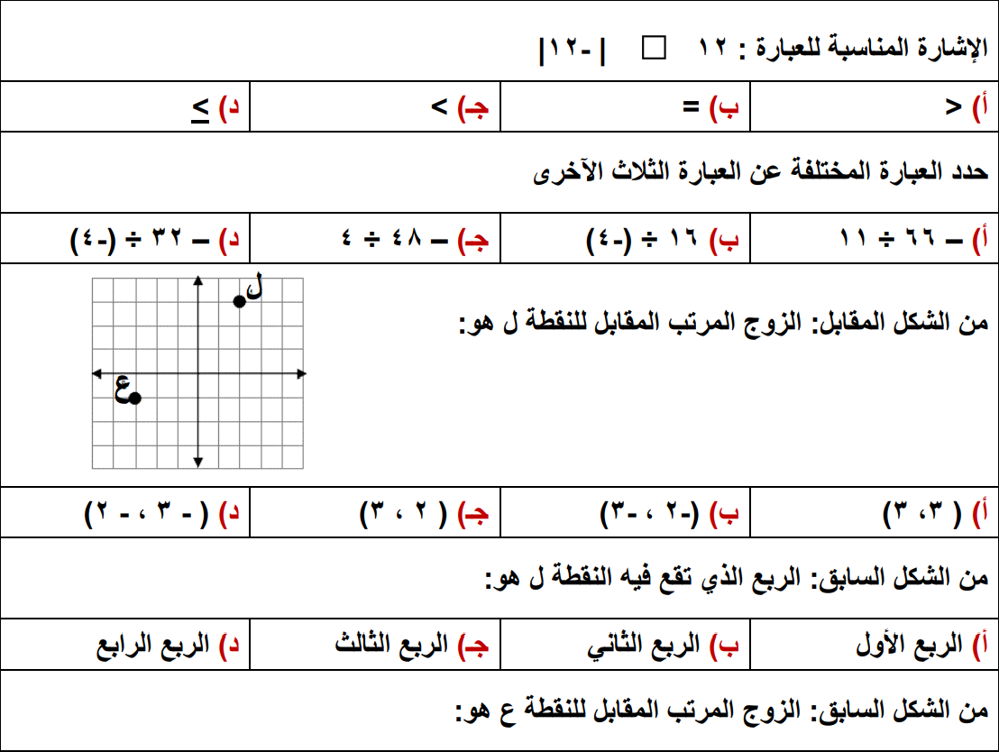 الإشارة المناسبة للعبارة : ١٢ □ | -١٢|
أ) <
ب) =
جـ) >
د) ≥
حدد العبارة المختلفة عن العبارة الثلاث الآخرى
أ) – ٦٦ ÷ ١١
ب) ١٦ ÷ (-٤)
جـ) – ٤٨ ÷ ٤
د) – ٣٢ ÷ (-٤)
من الشكل المقابل: الزوج المرتب المقابل للنقطة ل هو:
ل
ع
أ) ( ٣، ٣)
ب) (-٢ ، -٣)
جـ) ( ٢ ، ٣)
د) ( - ٣ ، - ٢)
من الشكل السابق: الربع الذي تقع فيه النقطة ل هو:
أ) الربع الأول
ب) الربع الثاني
جـ) الربع الثالث
د) الربع الرابع
من الشكل السابق: الزوج المرتب المقابل للنقطة ع هو: